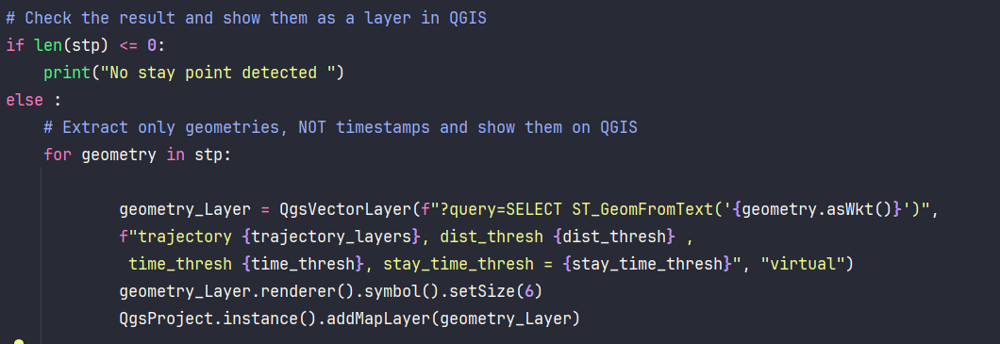 # Check the result and show them as a layer in QGIS
if len(stp) <= 0:
    print("No stay point detected ")
else :
    # Extract only geometries, NOT timestamps and show them on QGIS
    for geometry in stp:
            geometry_Layer = QgsVectorLayer(f"?query=SELECT ST_GeomFromText('{geometry.asWkt()}')",
            f"trajectory {trajectory_layers}, dist_thresh {dist_thresh} ,
             time_thresh {time_thresh}, stay_time_thresh = {stay_time_thresh}", "virtual")
            geometry_Layer.renderer().symbol().setSize(6)
            QgsProject.instance().addMapLayer(geometry_Layer)